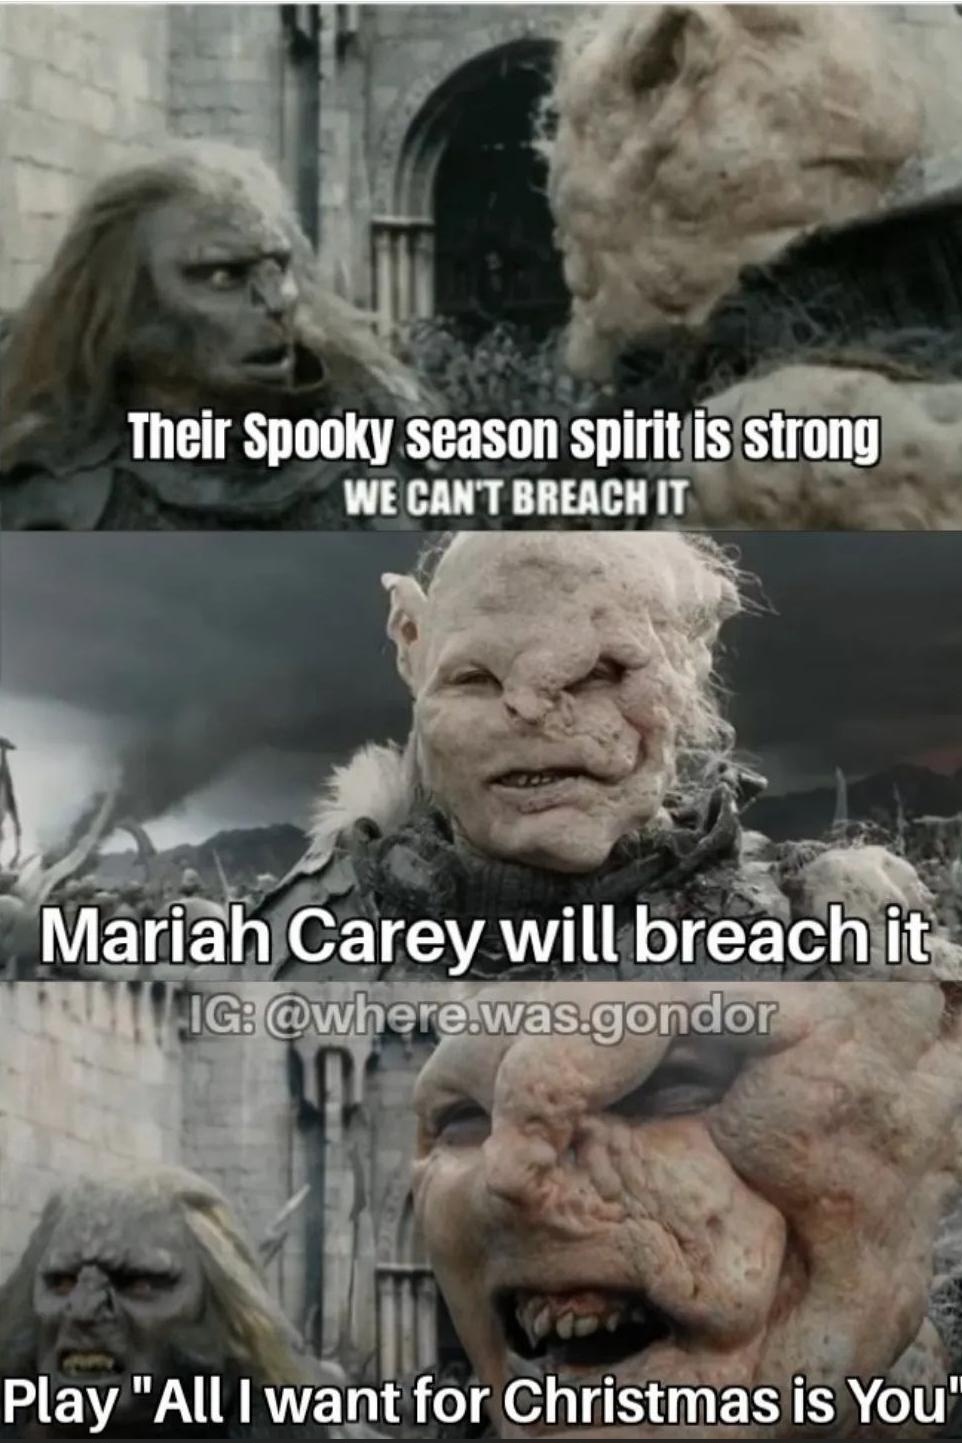 Their Spooky season spirit is strong
WE CAN'T BREACH IT
Mariah Carey will breach it
IG: @where.was.gondor
Play "All I want for Christmas is You"